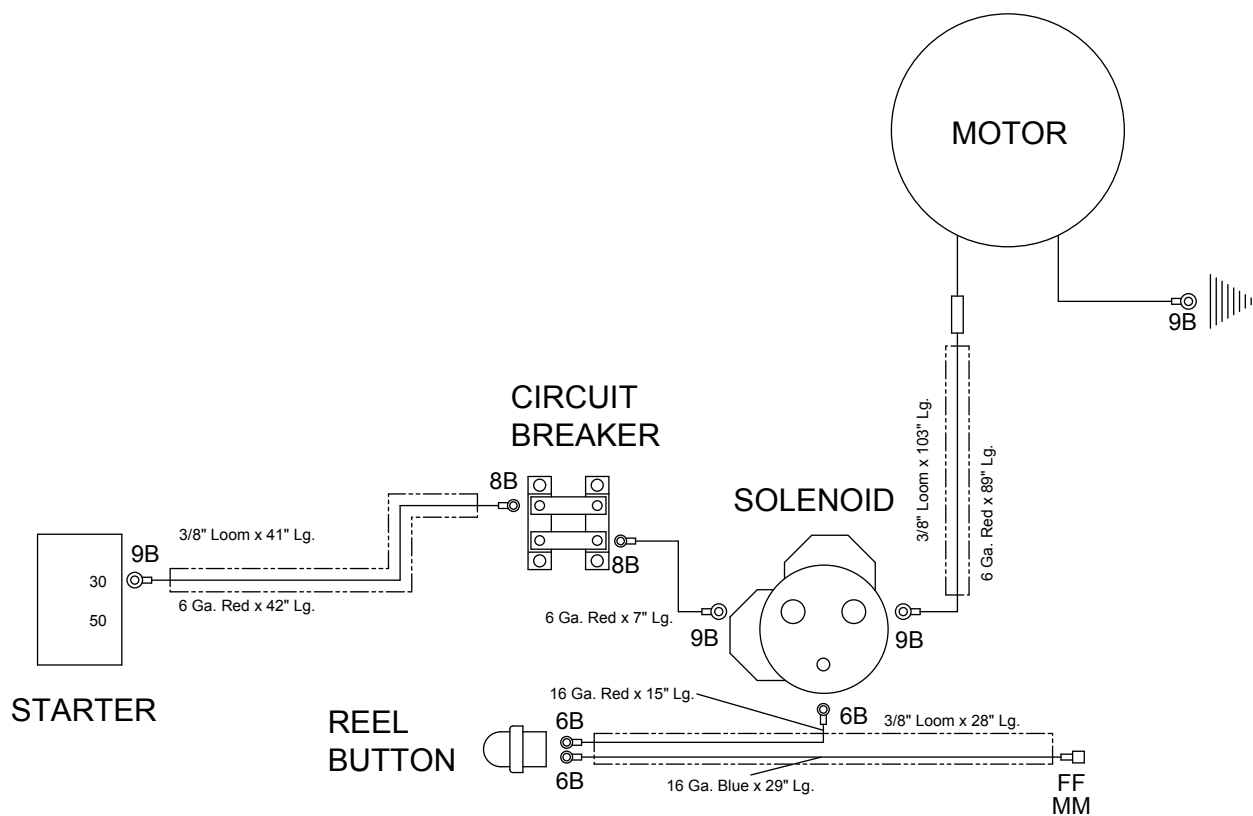 MOTOR
9B
CIRCUIT
BREAKER
3/8" Loom x 103" Lg.
6 Ga. Red x 89" Lg.
8B
SOLENOID
3/8" Loom x 41" Lg.
9B
8B
30
6 Ga. Red x 42" Lg.
50
6 Ga. Red x 7" Lg.
9B
9B
STARTER
16 Ga. Red x 15" Lg.
REEL
BUTTON
6B
6B
3/8" Loom x 28" Lg.
6B
16 Ga. Blue x 29" Lg.
FF
MM